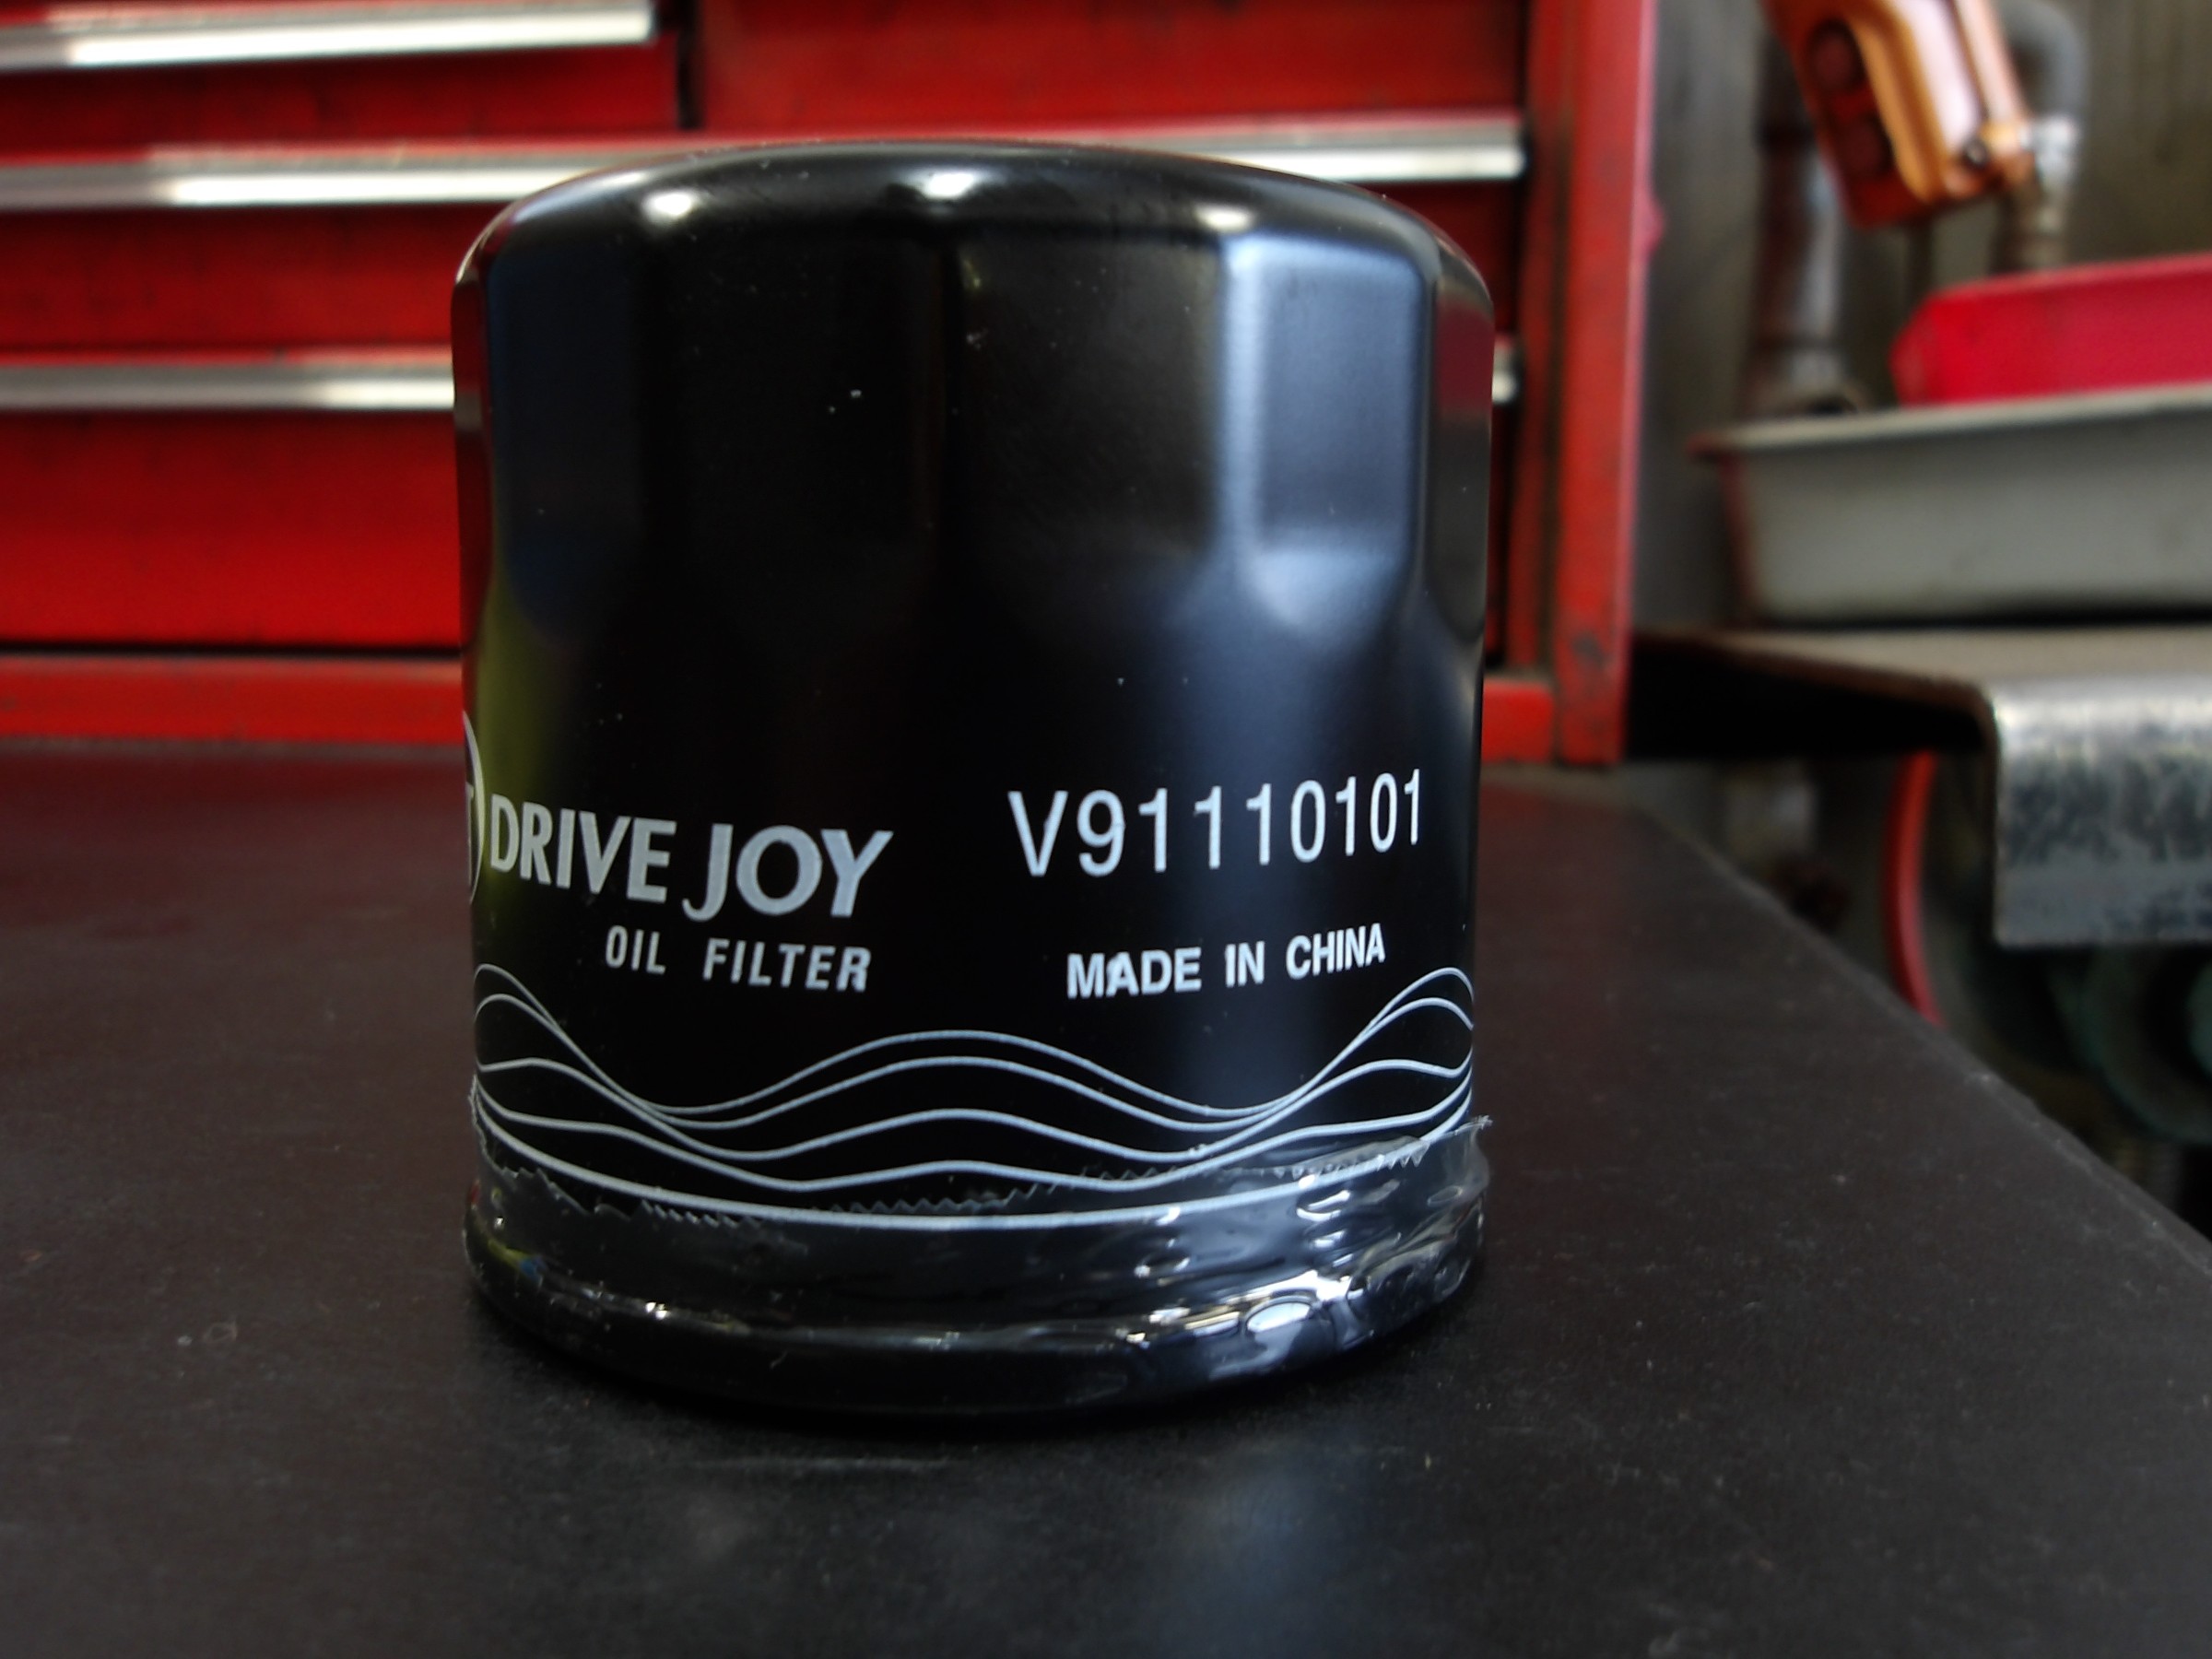 DRIVE JOY
OIL FILTER
V91110101
MADE IN CHINA